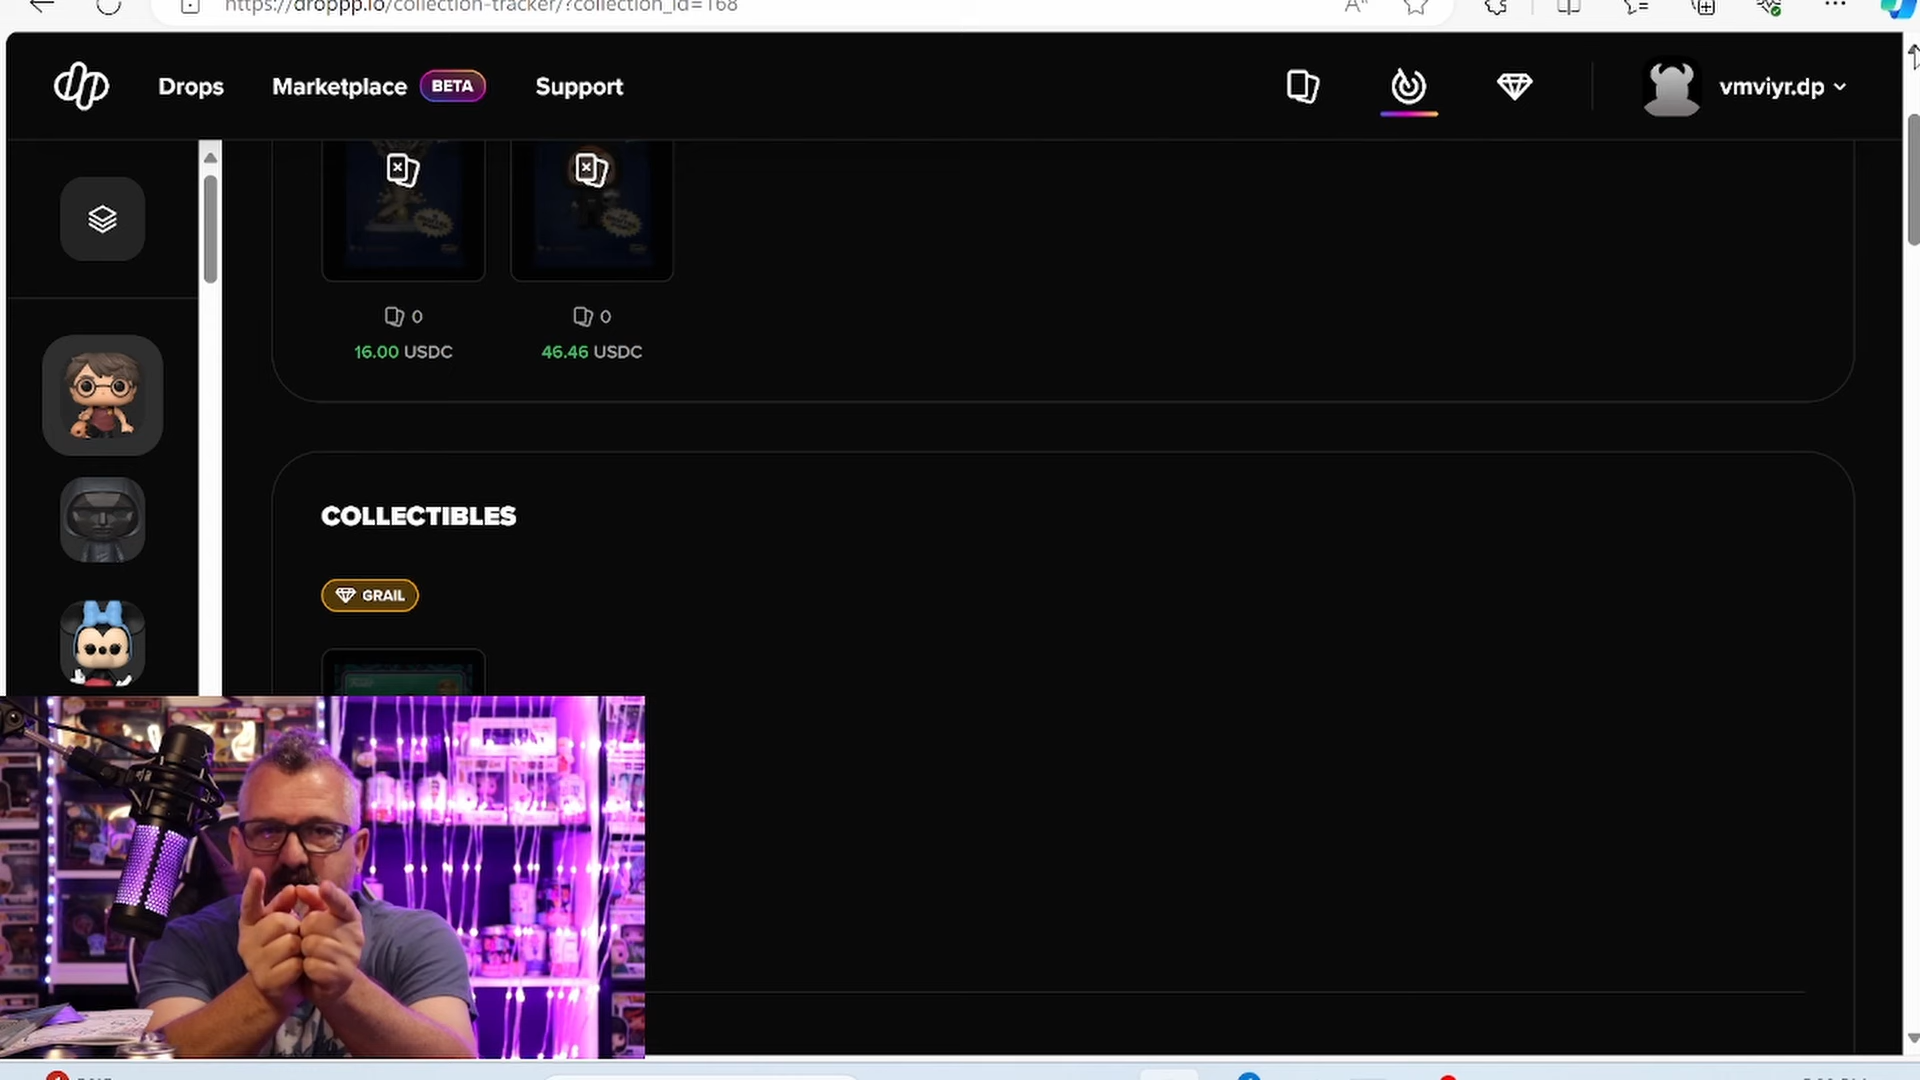 https://droppp.io/collection-tracker/?collection_id=168
Drops
Marketplace
BETA
Support
vmviyr.dp
0
0
16.00 USDC
46.46 USDC
COLLECTIBLES
GRAIL